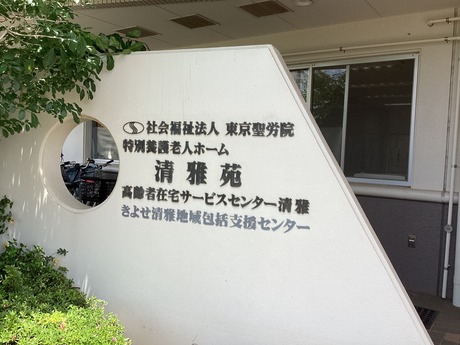 社会福祉法人 東京聖労院
特別養護老人ホーム
清雅苑
高齢者在宅サービスセンター清雅
きよせ清雅地域包括支援センター